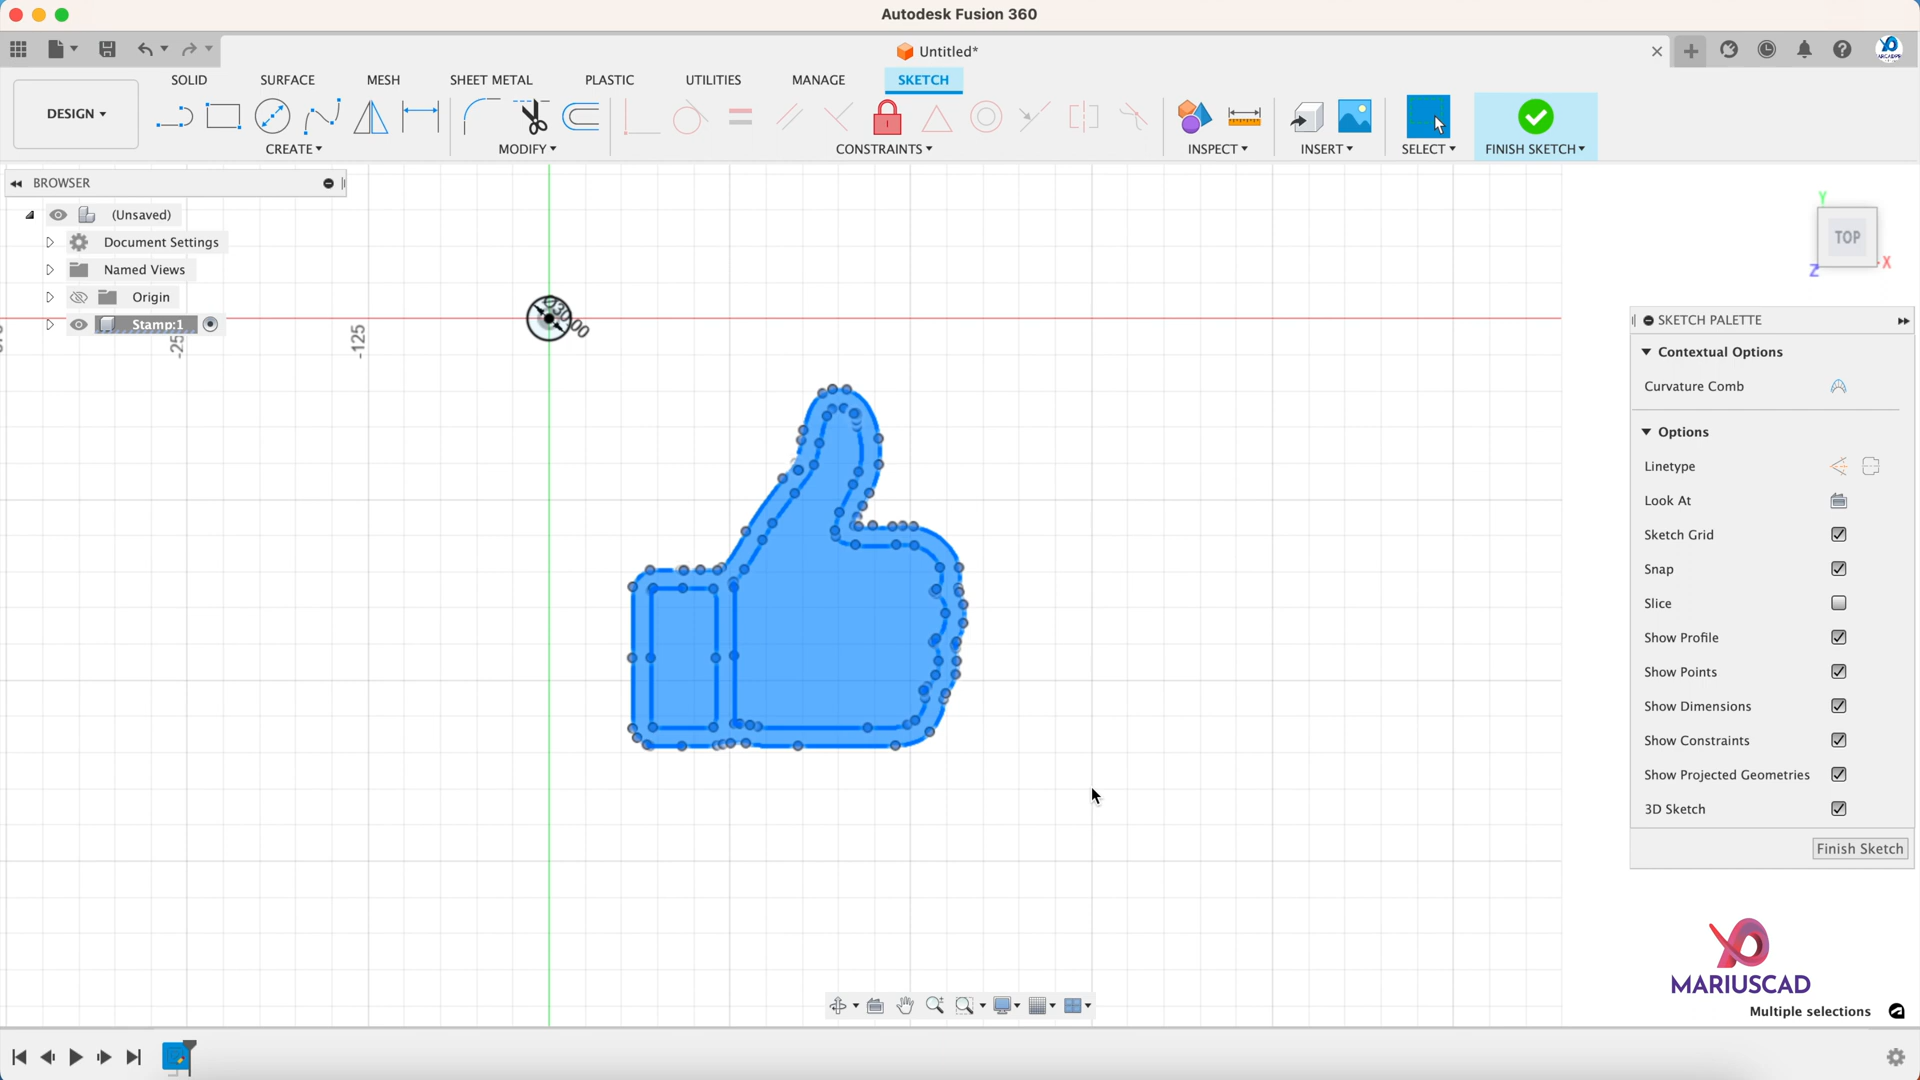 Autodesk Fusion 360
Untitled*
SOLID SURFACE MESH SHEET METAL PLASTIC UTILITIES MANAGE SKETCH
DESIGN
CREATE MODIFY CONSTRAINTS INSPECT INSERT SELECT FINISH SKETCH
BROWSER
(Unsaved)
Document Settings
Named Views
Origin
Stamp:1
-125
TOP
Y
X
Z
SKETCH PALETTE
Contextual Options
Curvature Comb
Options
Linetype
Look At
Sketch Grid
Snap
Slice
Show Profile
Show Points
Show Dimensions
Show Constraints
Show Projected Geometries
3D Sketch
Finish Sketch
MARIUSCAD
Multiple selections